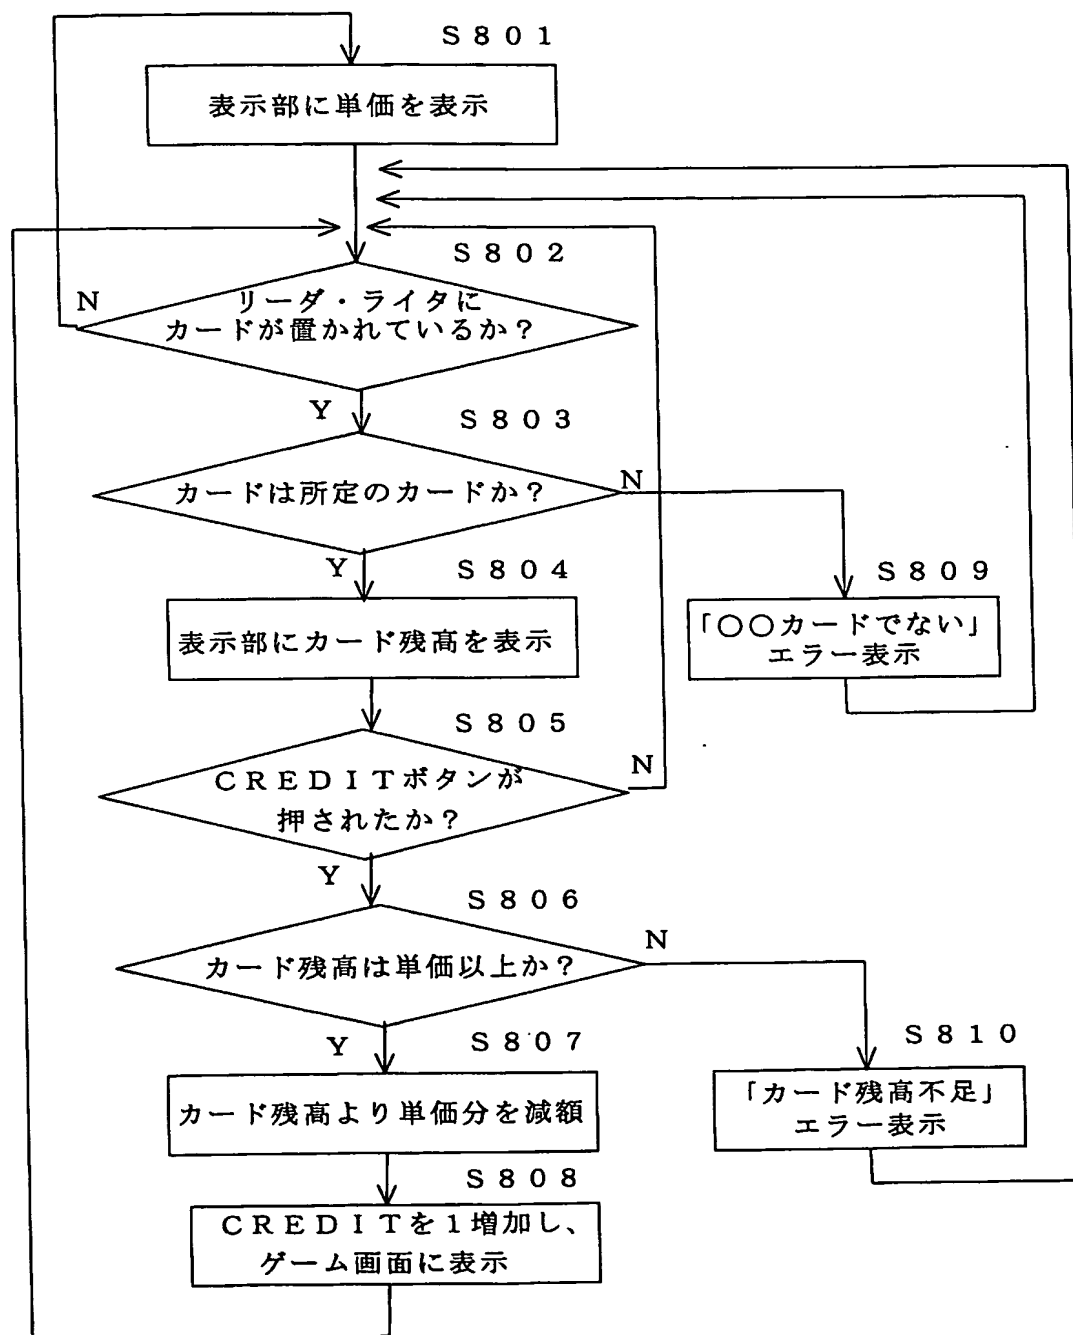 S801
表示部に単価を表示
S802
N
リーダ・ライタに
カードが置かれているか?
Y
S803
カードは所定のカードか?
N
Y
S804
表示部にカード残高を表示
S809
「○○カードでない」
エラー表示
S805
CREDITボタンが
押されたか?
N
Y
S806
カード残高は単価以上か?
N
Y
S807
カード残高より単価分を減額
S810
「カード残高不足」
エラー表示
S808
CREDITを1増加し、
ゲーム画面に表示